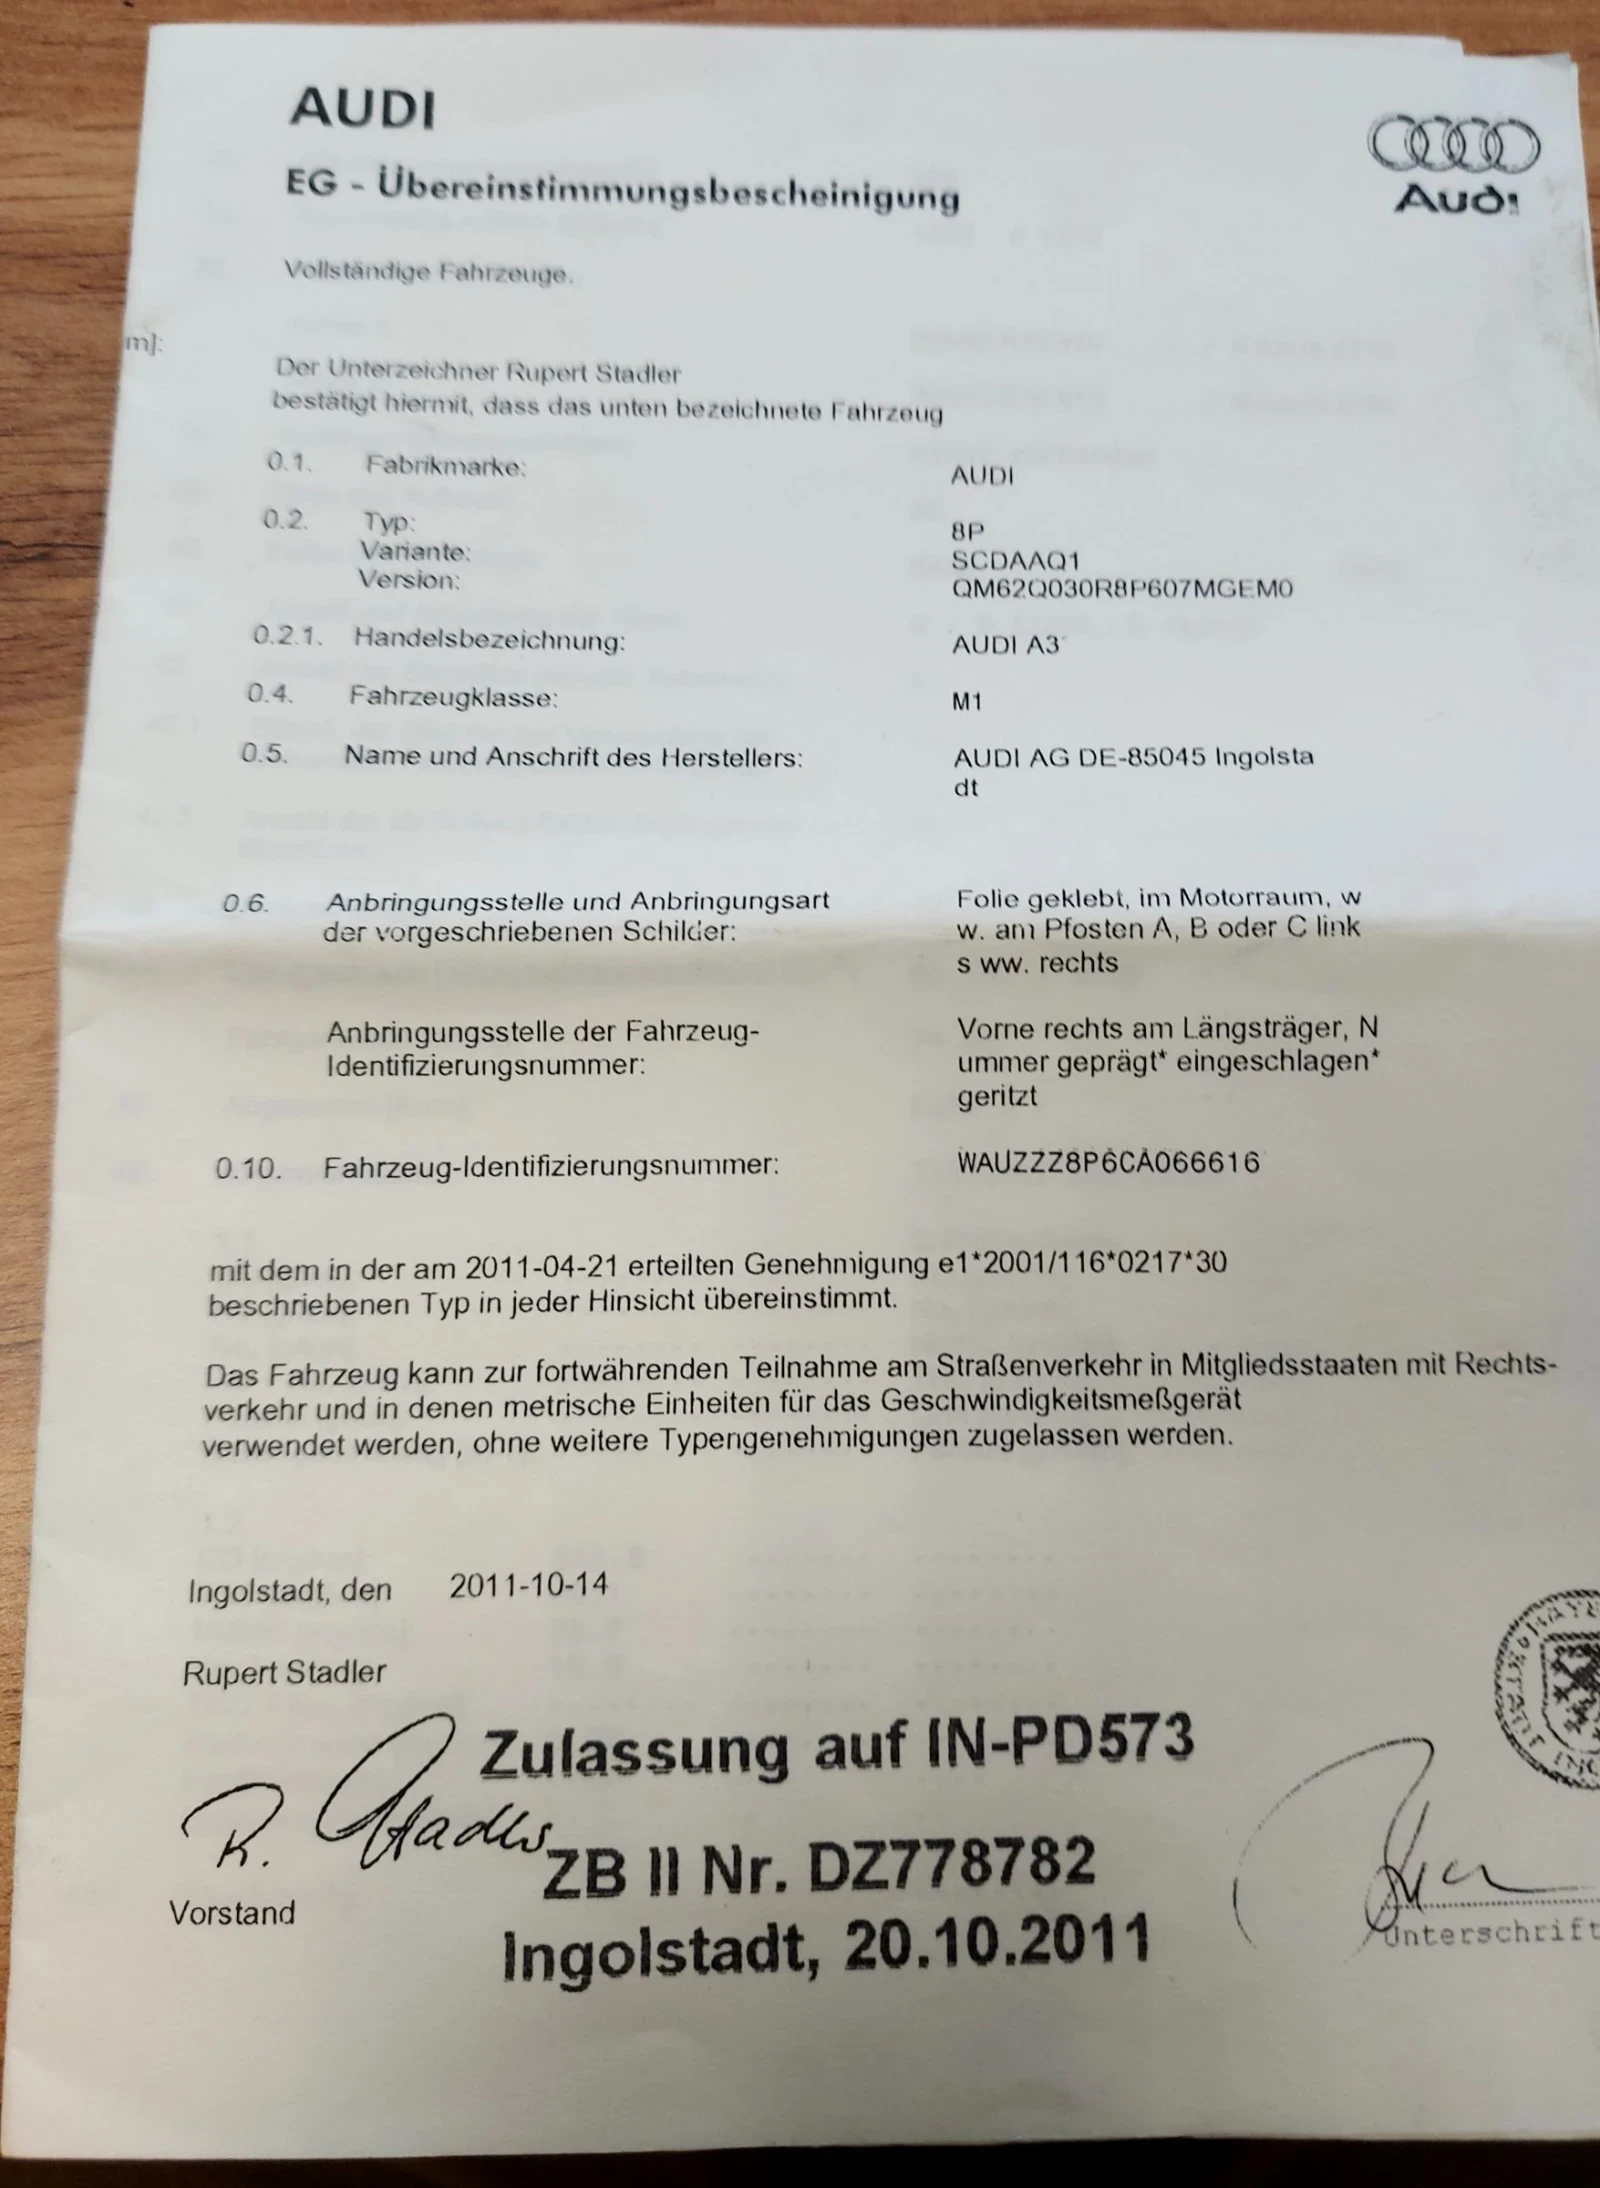 AUDI
Audi
EG - Übereinstimmungsbescheinigung
Vollständige Fahrzeuge.
m]:
Der Unterzeichner Rupert Stadler
bestätigt hiermit, dass das unten bezeichnete Fahrzeug
0.1. Fabrikmarke: AUDI
0.2. Typ: 8P
Variante: SCDAAQ1
Version: QM62Q030R8P607MGEM0
0.2.1. Handelsbezeichnung: AUDI A3
0.4. Fahrzeugklasse: M1
0.5. Name und Anschrift des Herstellers: AUDI AG DE-85045 Ingolsta
dt
0.6. Anbringungsstelle und Anbringungsart Folie geklebt, im Motorraum, w
der vorgeschriebenen Schilder: w. am Pfosten A, B oder C link
s ww. rechts
Anbringungsstelle der Fahrzeug- Vorne rechts am Längsträger, N
Identifizierungsnummer: ummer geprägt* eingeschlagen*
geritzt
0.10. Fahrzeug-Identifizierungsnummer: WAUZZZ8P6CA066616
mit dem in der am 2011-04-21 erteilten Genehmigung e1*2001/116*0217*30
beschriebenen Typ in jeder Hinsicht übereinstimmt.
Das Fahrzeug kann zur fortwährenden Teilnahme am Straßenverkehr in Mitgliedsstaaten mit Rechts-
verkehr und in denen metrische Einheiten für das Geschwindigkeitsmeßgerät
verwendet werden, ohne weitere Typengenehmigungen zugelassen werden.
Ingolstadt, den 2011-10-14
Rupert Stadler
Zulassung auf IN-PD573
R. Stadler
ZB II Nr. DZ778782
Vorstand
Unterschrift
Ingolstadt, 20.10.2011